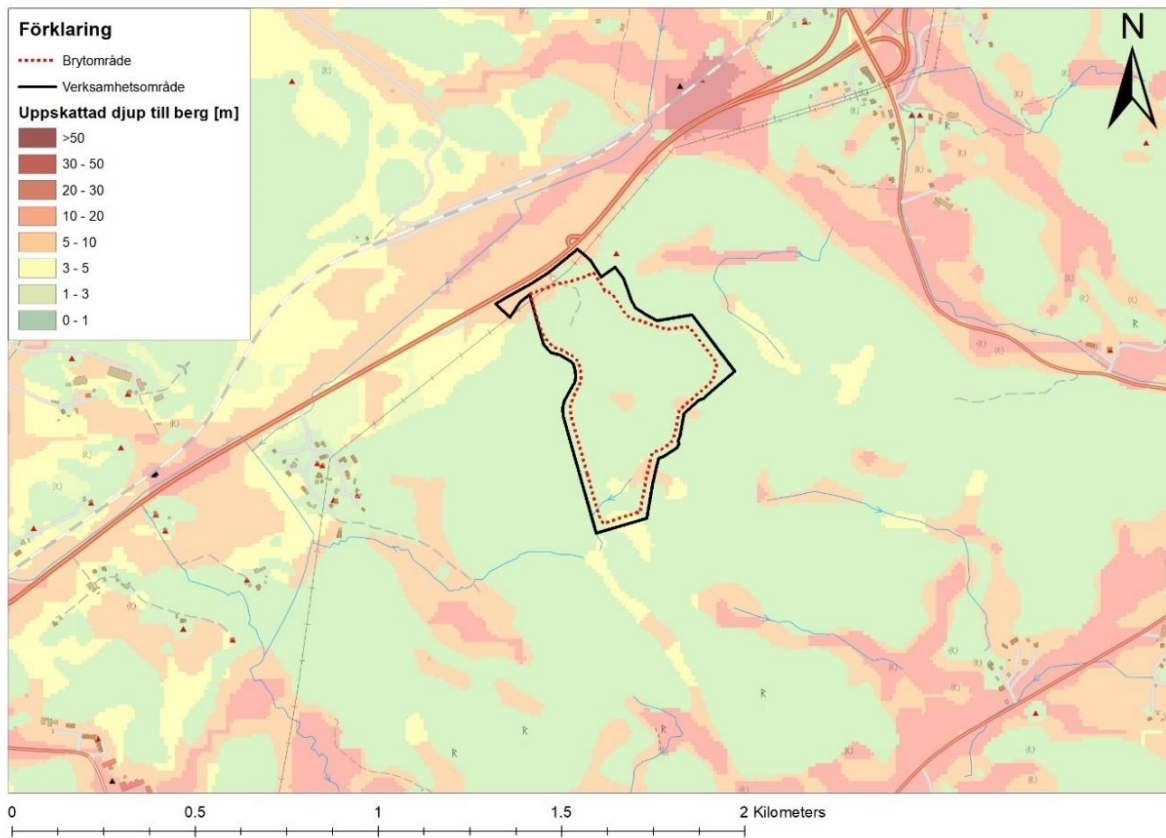 Förklaring
Brytområde
Verksamhetsområde
Uppskattad djup till berg [m]
>50
30 - 50
20 - 30
10 - 20
5 - 10
3 - 5
1 - 3
0 - 1
N
R
R
R
R
R
R
0 0.5 1 1.5 2 Kilometers